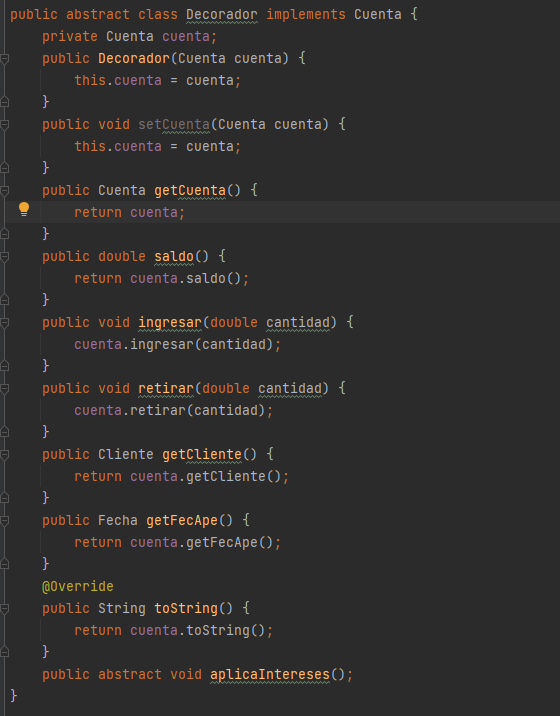 public abstract class Decorador implements Cuenta {
    private Cuenta cuenta;
    public Decorador(Cuenta cuenta) {
        this.cuenta = cuenta;
    }
    public void setCuenta(Cuenta cuenta) {
        this.cuenta = cuenta;
    }
    public Cuenta getCuenta() {
        return cuenta;
    }
    public double saldo() {
        return cuenta.saldo();
    }
    public void ingresar(double cantidad) {
        cuenta.ingresar(cantidad);
    }
    public void retirar(double cantidad) {
        cuenta.retirar(cantidad);
    }
    public Cliente getCliente() {
        return cuenta.getCliente();
    }
    public Fecha getFecApe() {
        return cuenta.getFecApe();
    }
    @Override
    public String toString() {
        return cuenta.toString();
    }
    public abstract void aplicaIntereses();
}